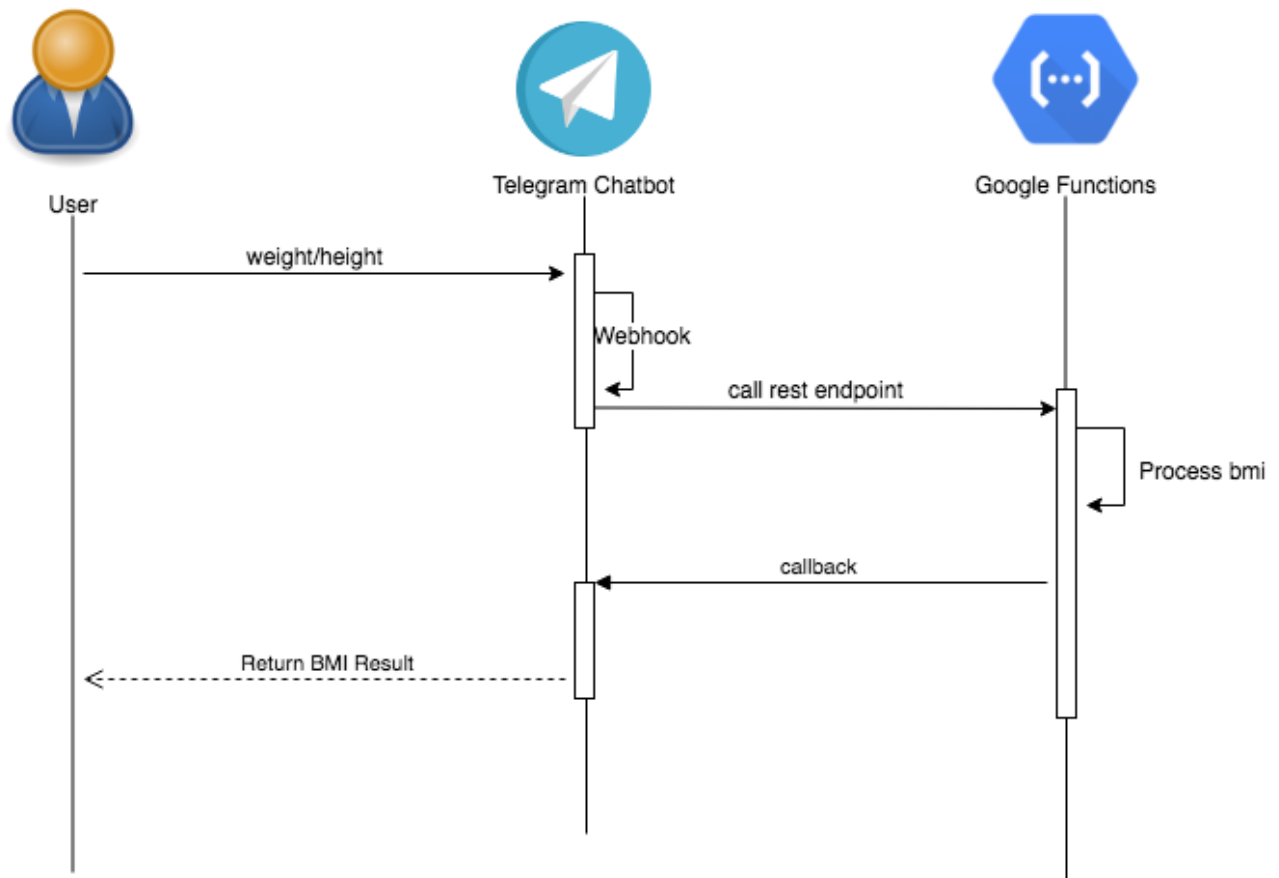 User
Telegram Chatbot
Google Functions
weight/height
Webhook
call rest endpoint
Process bmi
callback
Return BMI Result